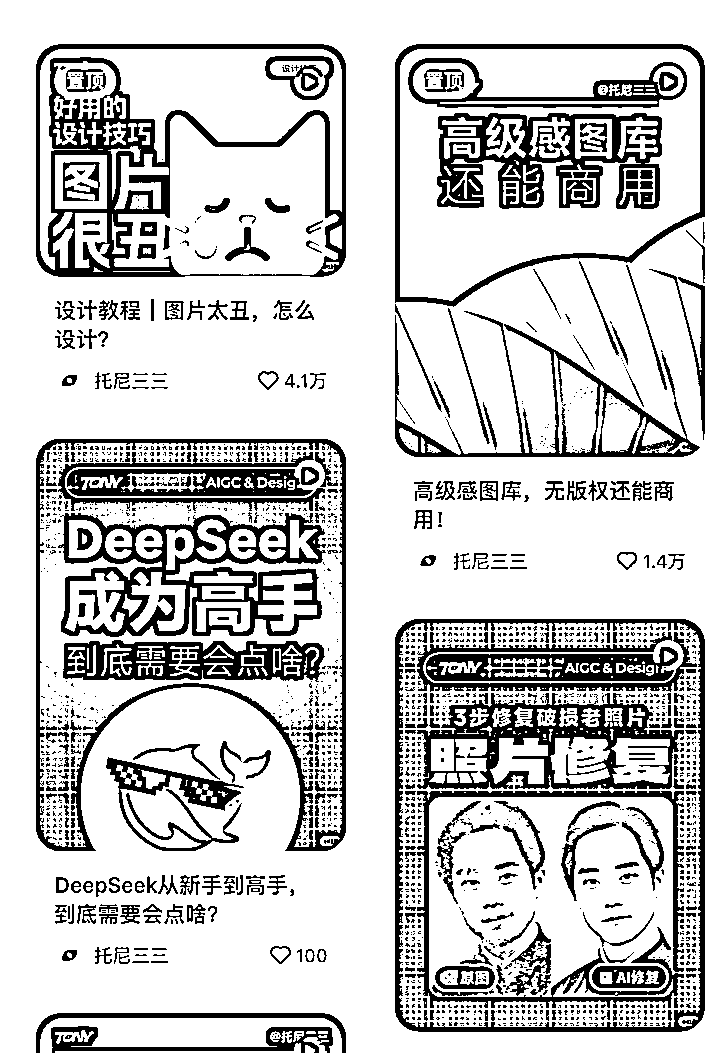 置顶
好用的
设计技巧
图片
很丑
设计教程丨图片太丑，怎么
设计?
托尼三三
4.1万
TONY
AIGC & Design
DeepSeek
成为高手
到底需要会点啥?
DeepSeek从新手到高手，
到底需要会点啥?
托尼三三
100
TONY
@托尼三三
置顶
@托尼三三
高级感图库
还能商用
高级感图库，无版权还能商
用！
托尼三三
1.4万
TONY
AIGC & Design
3步修复破损老照片
照片修复
原图
AI修复